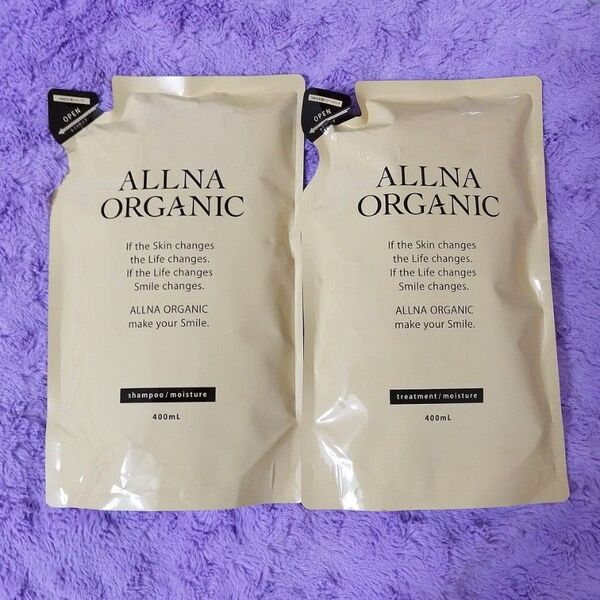 OPEN
ALLNA
ORGANIC
If the Skin changes
the Life changes.
If the Life changes
Smile changes.
ALLNA ORGANIC
make your Smile.
shampoo/moisture
400mL
OPEN
ALLNA
ORGANIC
If the Skin changes
the Life changes.
If the Life changes
Smile changes.
ALLNA ORGANIC
make your Smile.
treatment/moisture
400mL